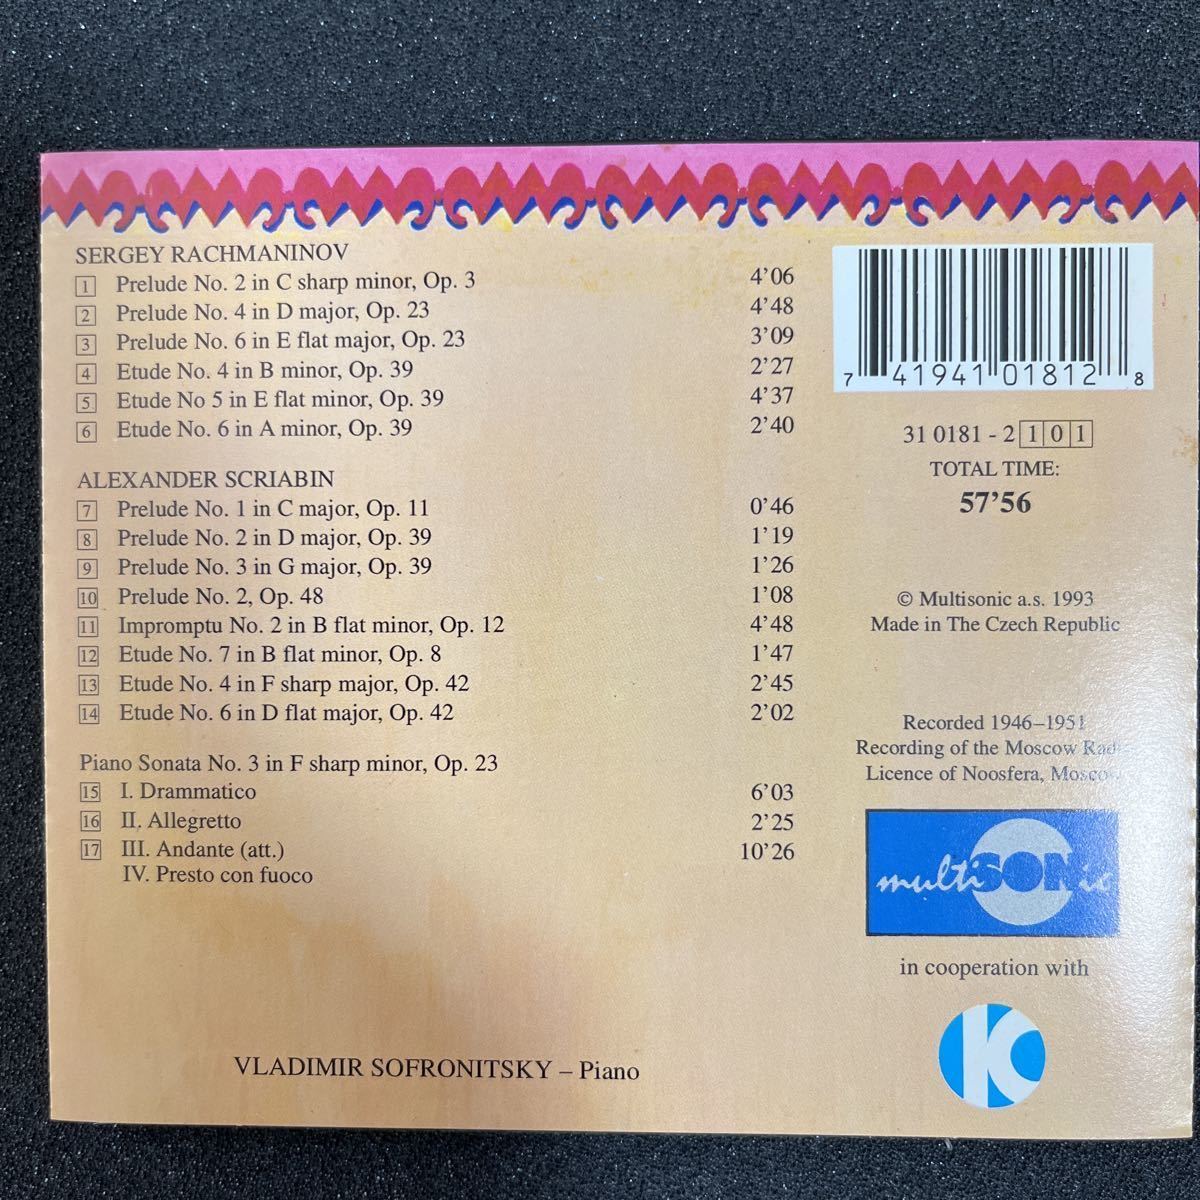 SERGEY RACHMANINOV
1 Prelude No. 2 in C sharp minor, Op. 3 4'06
2 Prelude No. 4 in D major, Op. 23 4'48
3 Prelude No. 6 in E flat major, Op. 23 3'09
4 Etude No. 4 in B minor, Op. 39 2'27
5 Etude No 5 in E flat minor, Op. 39 4'37
6 Etude No. 6 in A minor, Op. 39 2'40
ALEXANDER SCRIABIN
7 Prelude No. 1 in C major, Op. 11 0'46
8 Prelude No. 2 in D major, Op. 39 1'19
9 Prelude No. 3 in G major, Op. 39 1'26
10 Prelude No. 2, Op. 48 1'08
11 Impromptu No. 2 in B flat minor, Op. 12 4'48
12 Etude No. 7 in B flat minor, Op. 8 1'47
13 Etude No. 4 in F sharp major, Op. 42 2'45
14 Etude No. 6 in D flat major, Op. 42 2'02
Piano Sonata No. 3 in F sharp minor, Op. 23
15 I. Drammatico 6'03
16 II. Allegretto 2'25
17 III. Andante (att.) 10'26
IV. Presto con fuoco
VLADIMIR SOFRONITSKY – Piano
7 41941 01812 8
31 0181 - 2 1 0 1
TOTAL TIME:
57'56
© Multisonic a.s. 1993
Made in The Czech Republic
Recorded 1946–1951
Recording of the Moscow Radio
Licence of Noosfera, Moscow
multiSONic
in cooperation with
K